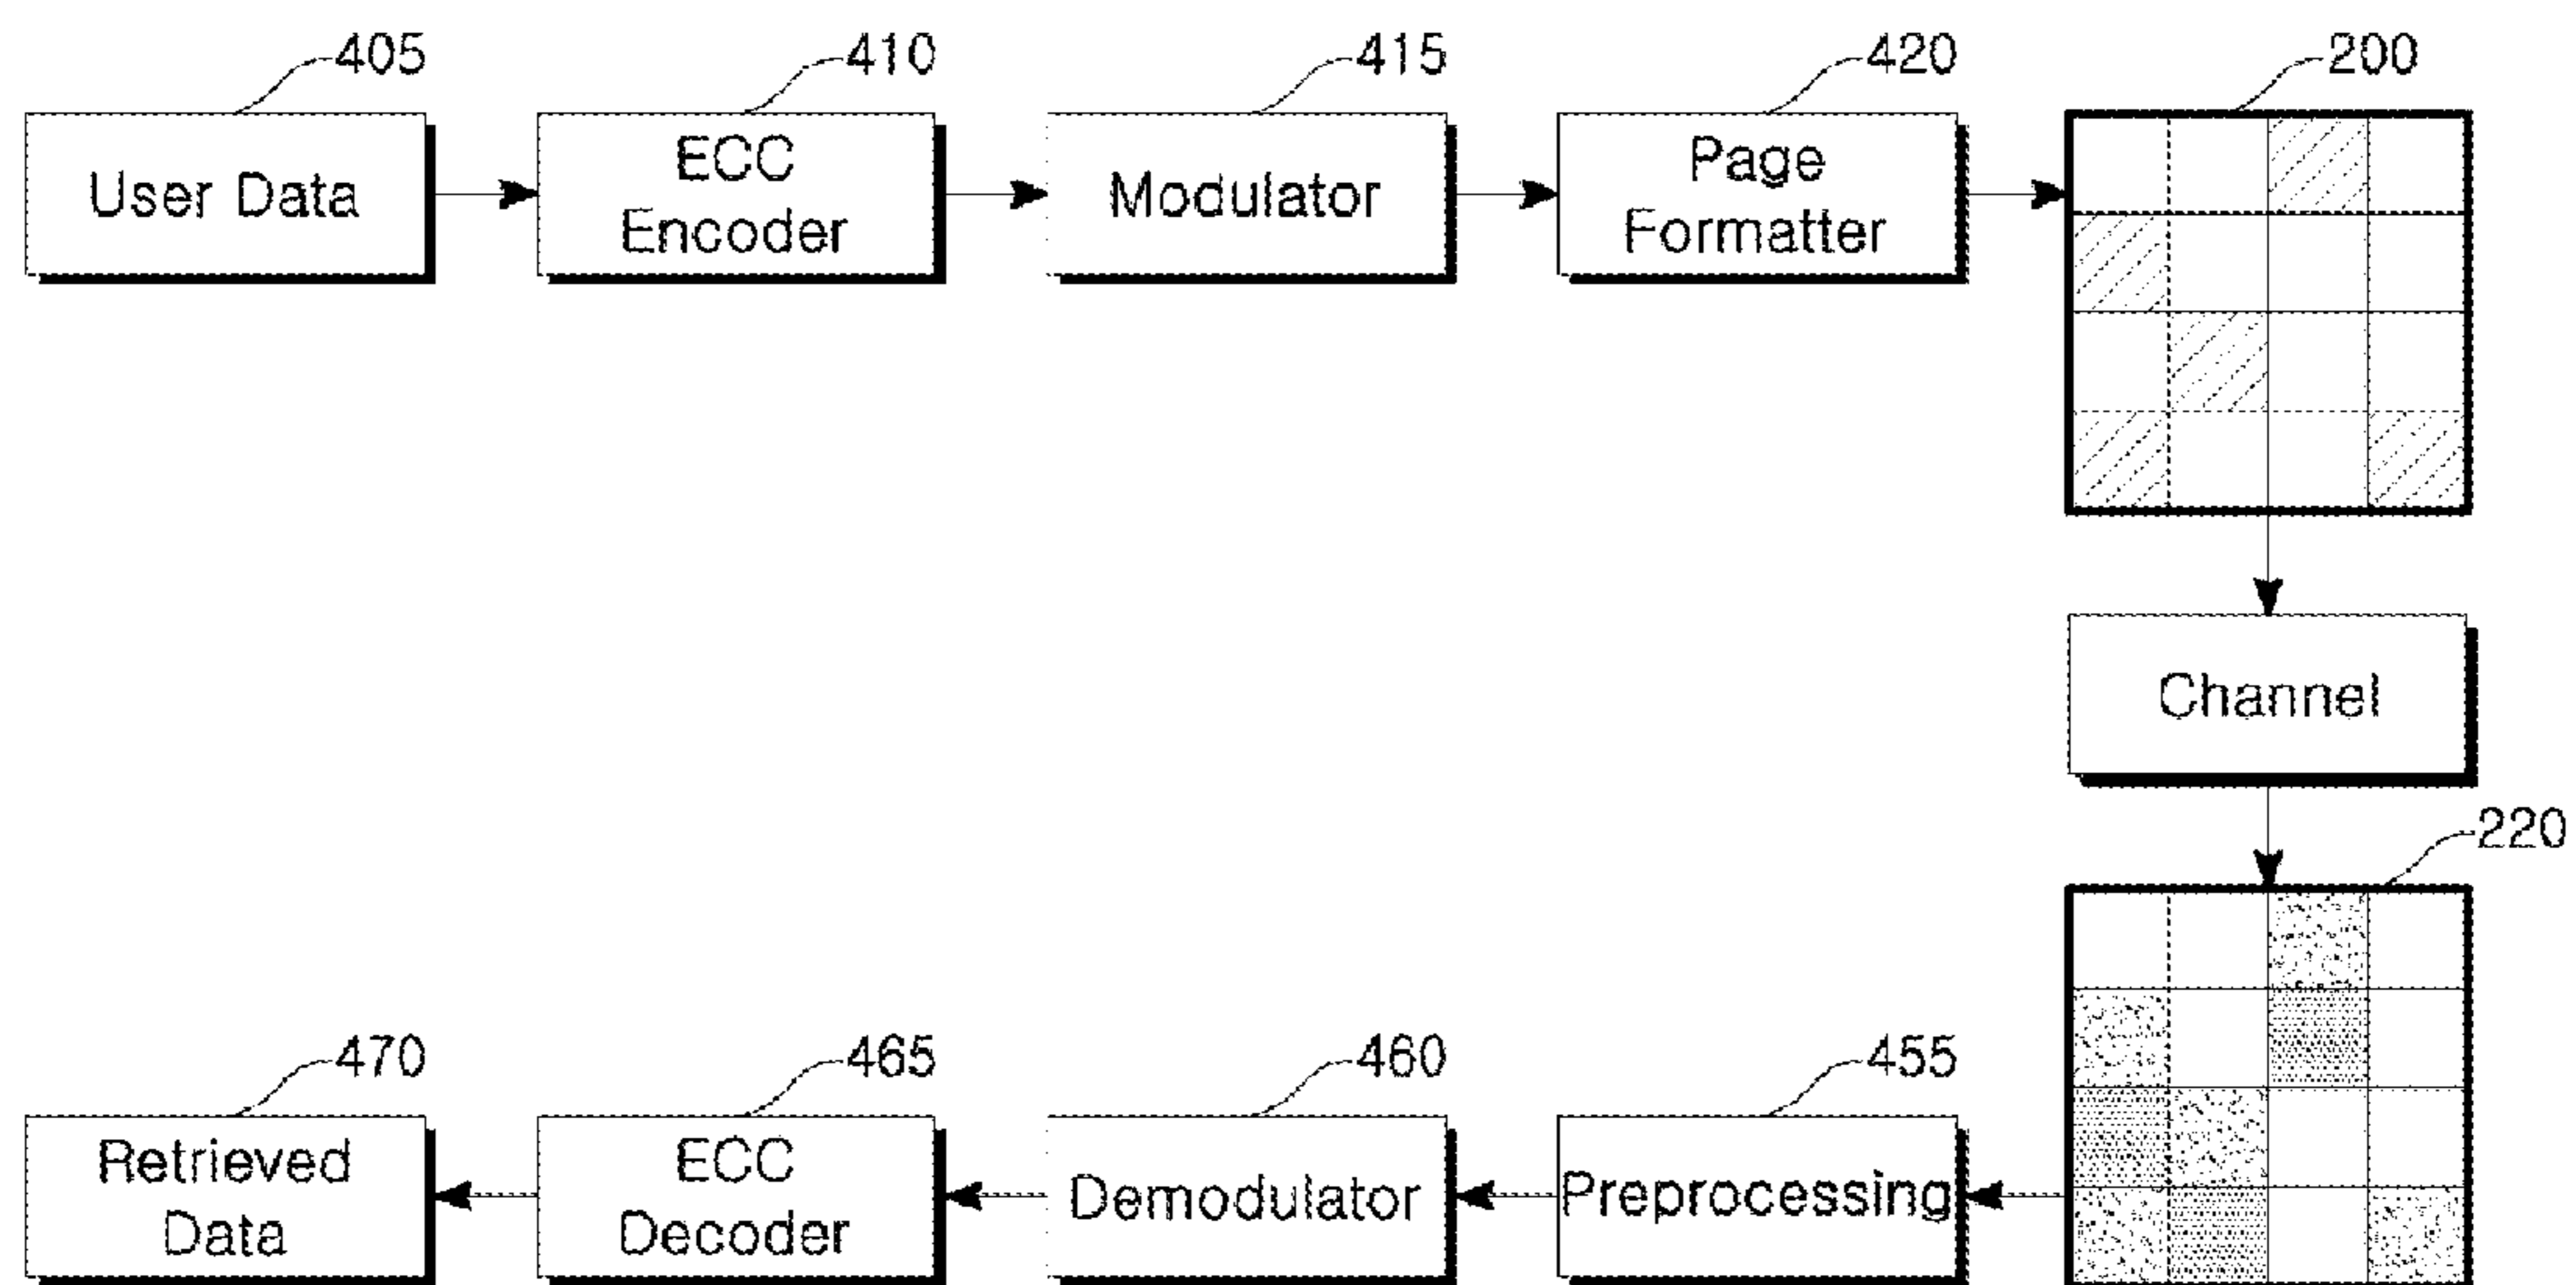 405
410
415
420
200
User Data
ECC
Encoder
Modulator
Page
Formatter
Channel
220
470
465
460
455
Retrieved
Data
ECC
Decoder
Demodulator
Preprocessing